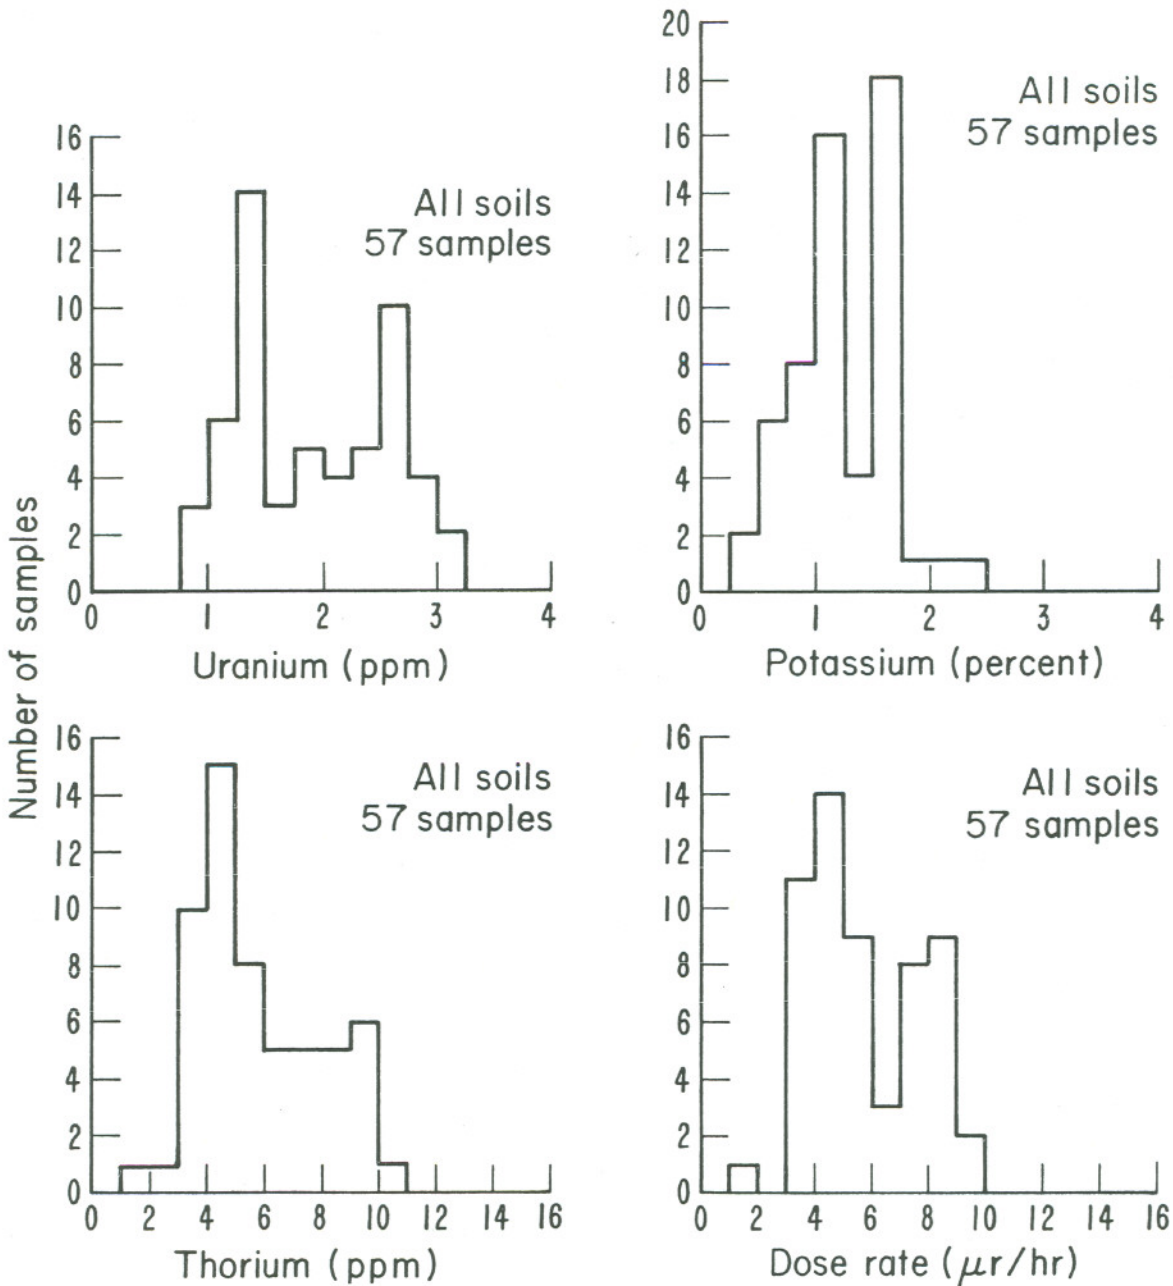 Number of samples
16
14
12
10
8
6
4
2
0
All soils
57 samples
0 1 2 3 4
Uranium (ppm)
20
18
16
14
12
10
8
6
4
2
0
All soils
57 samples
0 1 2 3 4
Potassium (percent)
16
14
12
10
8
6
4
2
0
All soils
57 samples
0 2 4 6 8 10 12 14 16
Thorium (ppm)
16
14
12
10
8
6
4
2
0
All soils
57 samples
0 2 4 6 8 10 12 14 16
Dose rate (μr/hr)